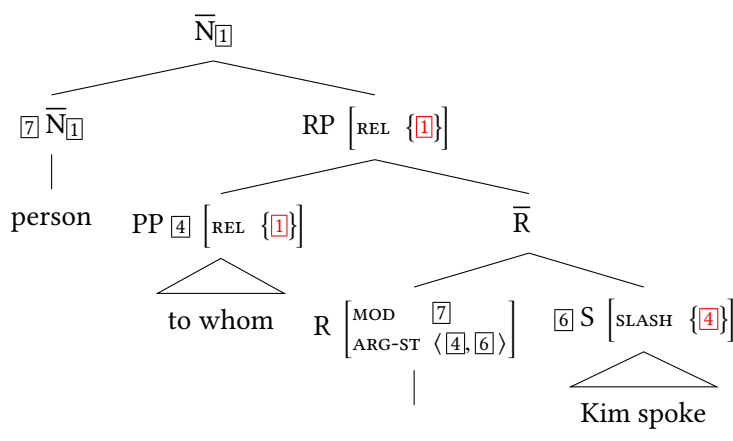 N̅ 1
7 N̅ 1 RP [REL {1}]
person PP 4 [REL {1}] R̅
to whom R [MOD 7 6 S [SLASH {4}]
ARG-ST ⟨4, 6⟩]
Kim spoke